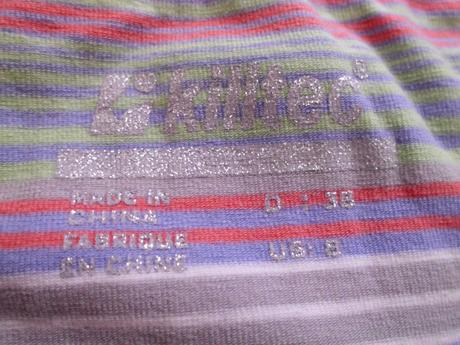 killtec®
MADE IN
CHINA
FABRIQUE
EN CHINE
D : 38
US: 8